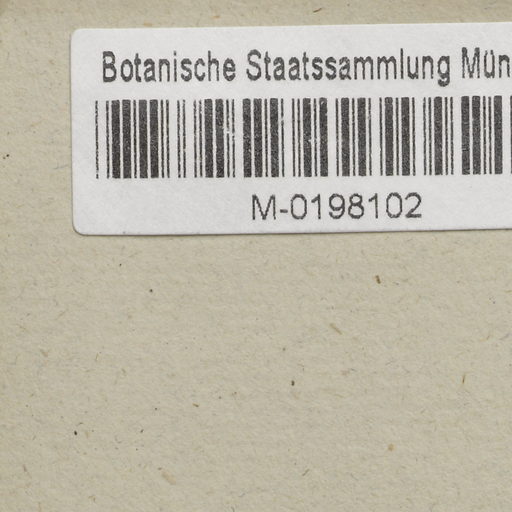 Botanische Staatssammlung Mün
M-0198102